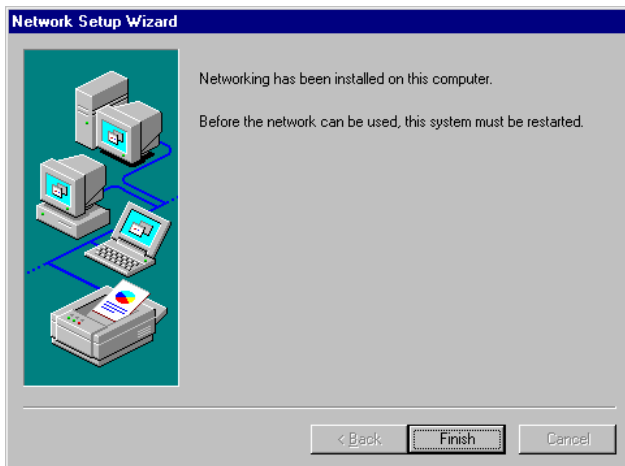 Network Setup Wizard
Networking has been installed on this computer.
Before the network can be used, this system must be restarted.
< Back
Finish
Cancel